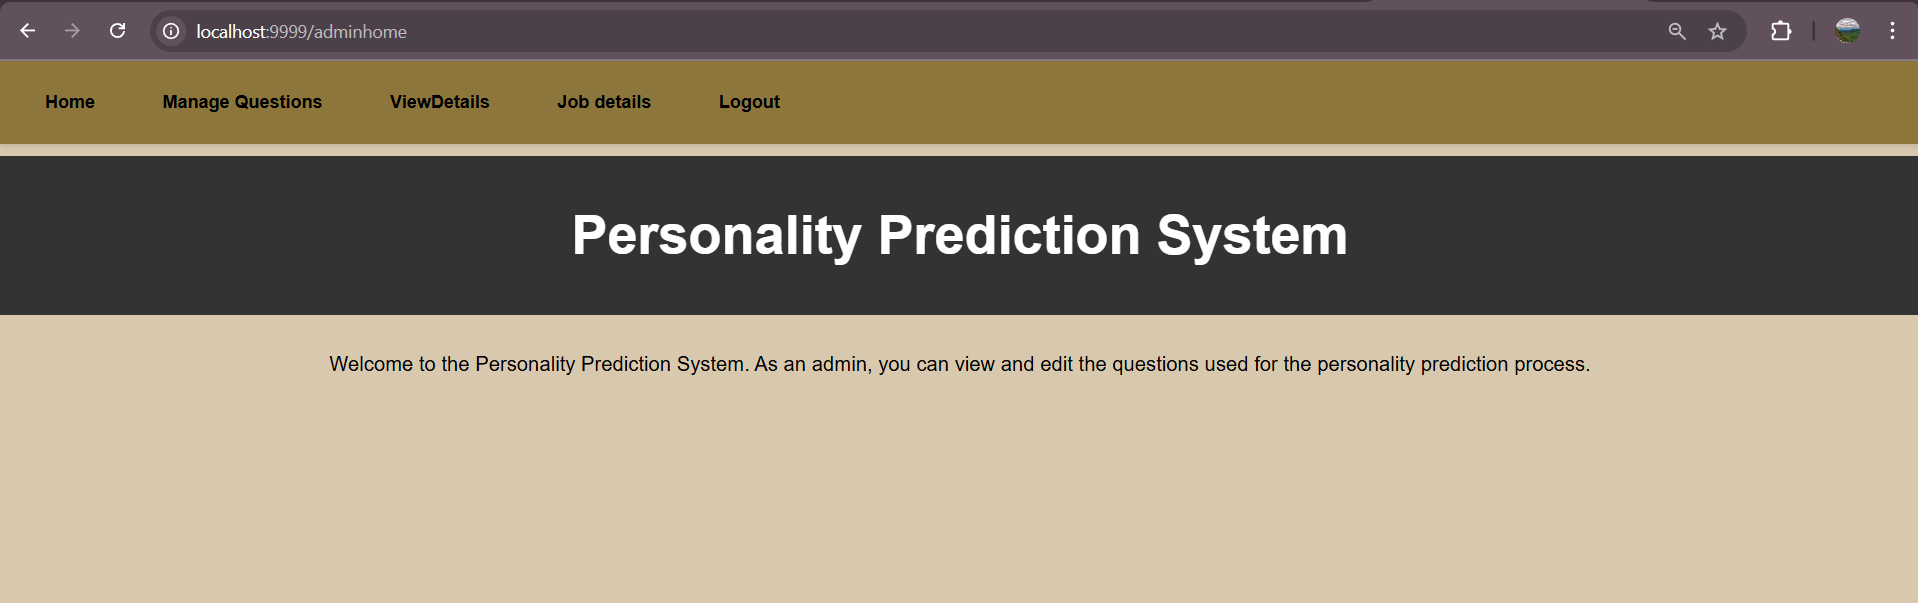 localhost:9999/adminhome
Home Manage Questions ViewDetails Job details Logout
Personality Prediction System
Welcome to the Personality Prediction System. As an admin, you can view and edit the questions used for the personality prediction process.